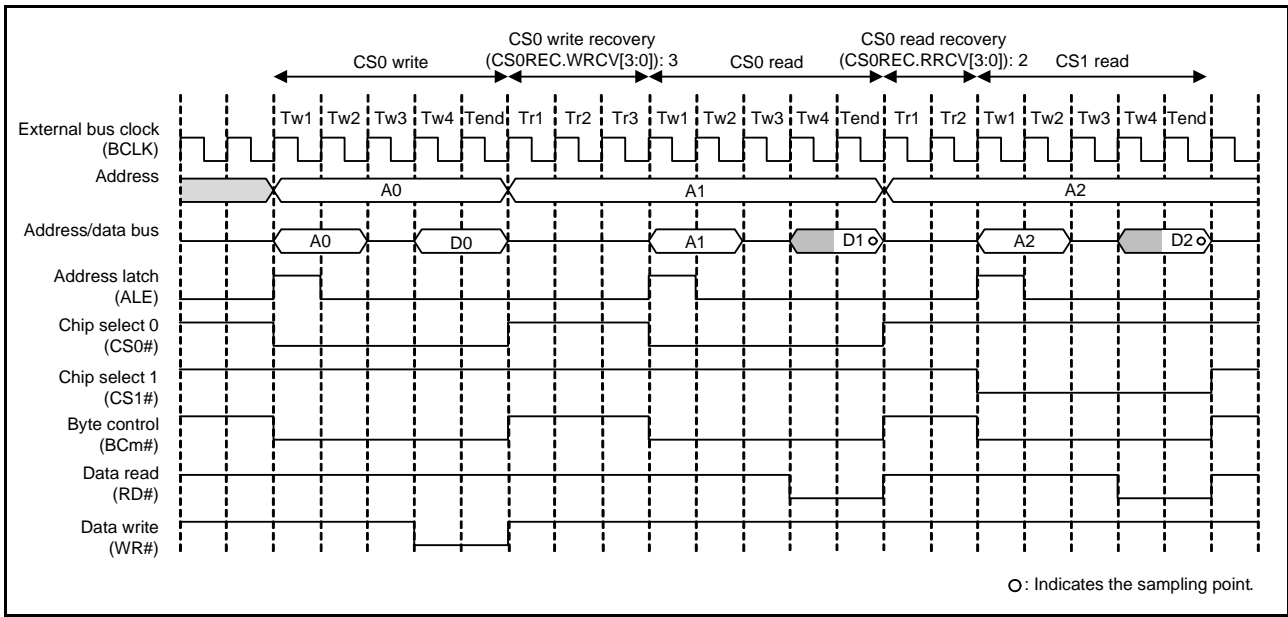 CS0 write recovery
(CS0REC.WRCV[3:0]): 3
CS0 read recovery
(CS0REC.RRCV[3:0]): 2
CS0 write
CS0 read
CS1 read
Tw1 Tw2 Tw3 Tw4 Tend Tr1 Tr2 Tr3 Tw1 Tw2 Tw3 Tw4 Tend Tr1 Tr2 Tw1 Tw2 Tw3 Tw4 Tend
External bus clock
(BCLK)
Address
A0 A1 A2
Address/data bus
A0 D0 A1 D1 A2 D2
Address latch
(ALE)
Chip select 0
(CS0#)
Chip select 1
(CS1#)
Byte control
(BCm#)
Data read
(RD#)
Data write
(WR#)
: Indicates the sampling point.